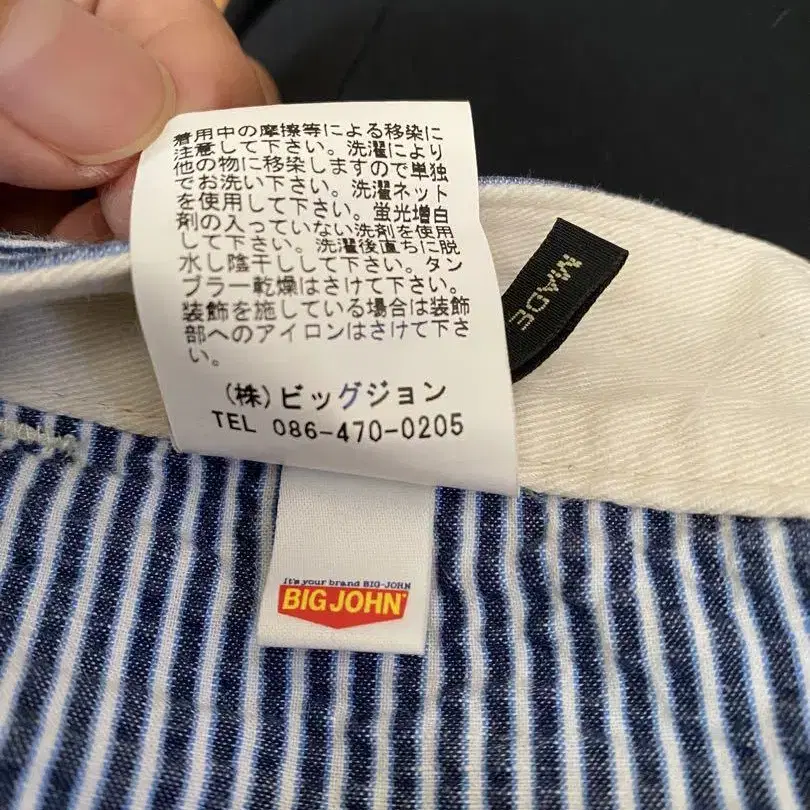 着用中の摩擦等による移染に
注意して下さい。洗濯により
他の物に移染しますので単独
でお洗い下さい。洗濯ネット
を使用して下さい。蛍光増白
剤の入っていない洗剤を使用
して下さい。洗濯後直ちに脱
水し陰干しして下さい。タン
ブラー乾燥はさけて下さい。
装飾を施している場合は装飾
部へのアイロンはさけて下さ
い。
(株)ビッグジョン
TEL 086-470-0205
MADE
it's your brand BIG-JOHN
BIG JOHN